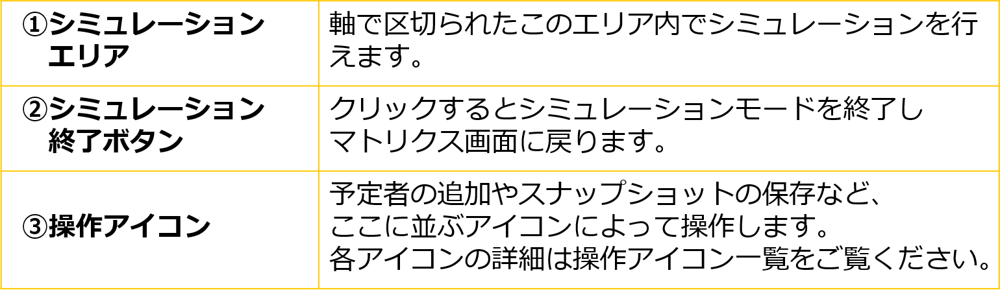 ①シミュレーション
エリア
軸で区切られたこのエリア内でシミュレーションを行
えます。
②シミュレーション
終了ボタン
クリックするとシミュレーションモードを終了し
マトリクス画面に戻ります。
③操作アイコン
予定者の追加やスナップショットの保存など、
ここに並ぶアイコンによって操作します。
各アイコンの詳細は操作アイコン一覧をご覧ください。